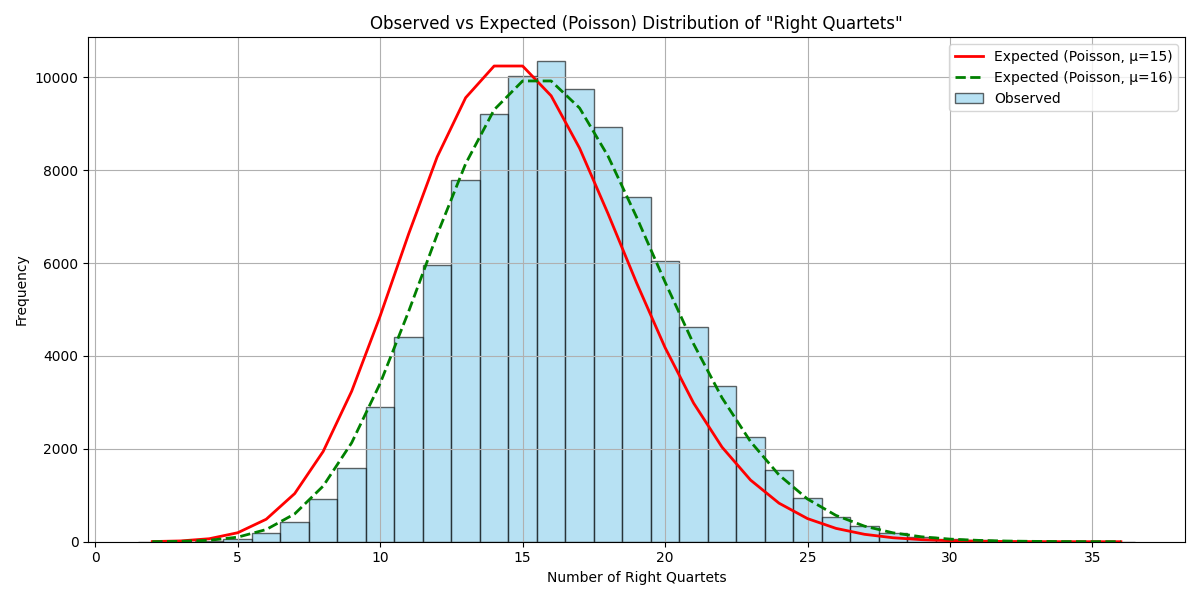 Observed vs Expected (Poisson) Distribution of "Right Quartets"
Expected (Poisson, μ=15)
Expected (Poisson, μ=16)
Observed
Frequency
10000
8000
6000
4000
2000
0
0 5 10 15 20 25 30 35
Number of Right Quartets